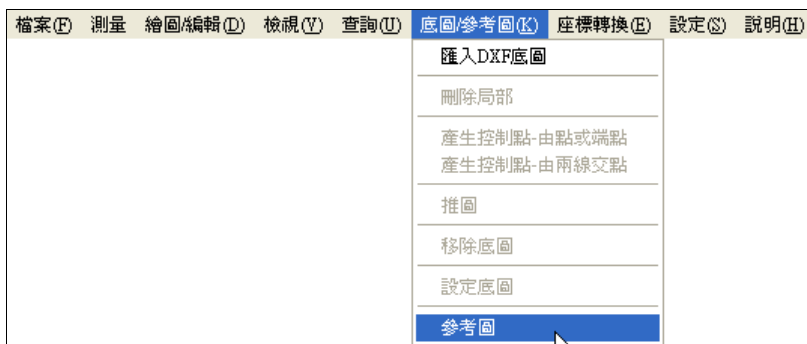 檔案(F) 測量 繪圖/編輯(D) 檢視(V) 查詢(U) 底圖/參考圖(K) 座標轉換(E) 設定(S) 說明(H)
匯入DXF底圖
刪除局部
產生控制點-由點或端點
產生控制點-由兩線交點
推圖
移除底圖
設定底圖
參考圖